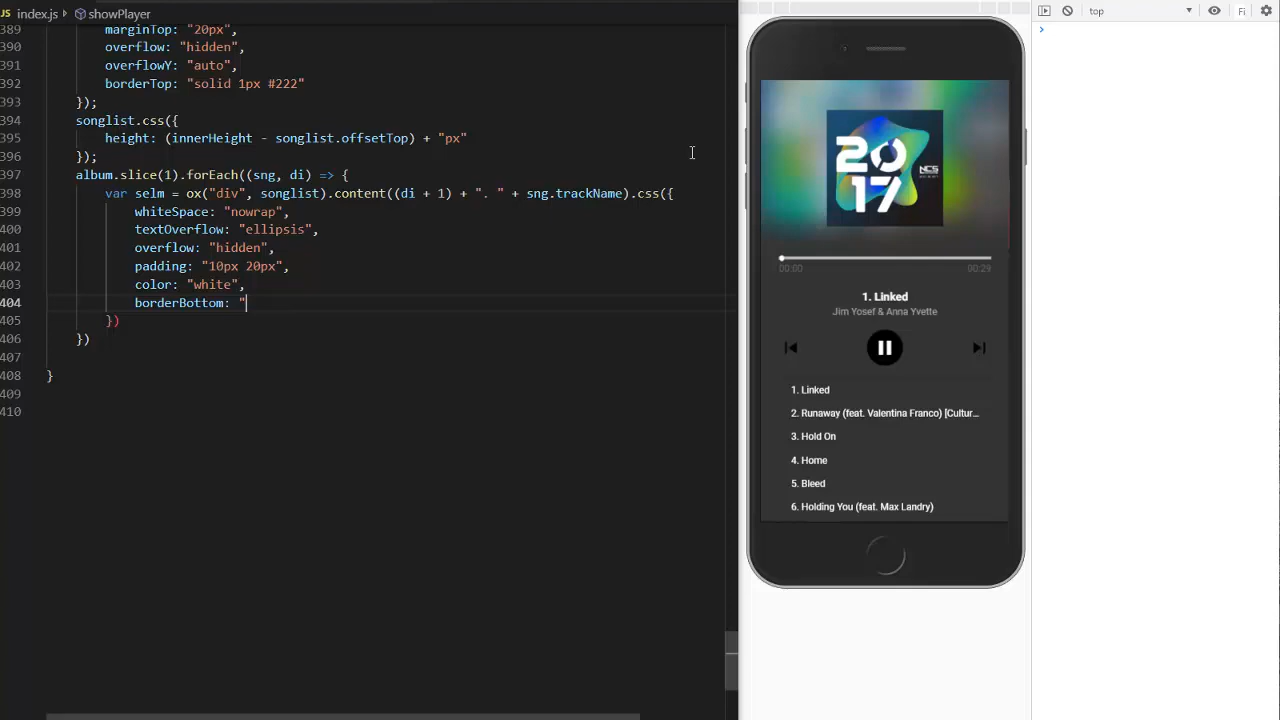 JS index.js > showPlayer
top
Fi
389 marginTop: "20px",
390 overflow: "hidden",
391 overflowY: "auto",
392 borderTop: "solid 1px #222"
393 });
394 songlist.css({
395 height: (innerHeight - songlist.offsetTop) + "px"
396 });
397 album.slice(1).forEach((sng, di) => {
398 var selm = ox("div", songlist).content((di + 1) + ". " + sng.trackName).css({
399 whiteSpace: "nowrap",
400 textOverflow: "ellipsis",
401 overflow: "hidden",
402 padding: "10px 20px",
403 color: "white",
404 borderBottom: "
405 })
406 })
407
408 }
409
410
2017
NCS
00:00 00:29
1. Linked
Jim Yosef & Anna Yvette
1. Linked
2. Runaway (feat. Valentina Franco) [Cultur...
3. Hold On
4. Home
5. Bleed
6. Holding You (feat. Max Landry)